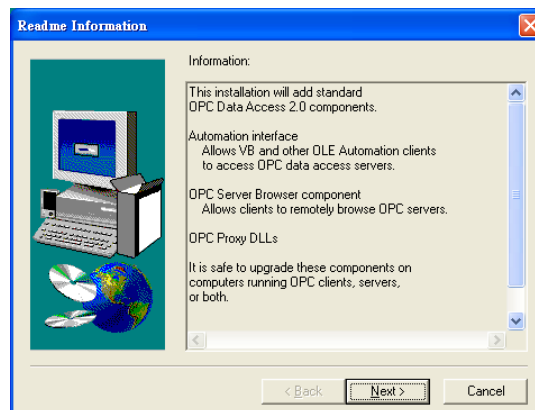 Readme Information
Information:
This installation will add standard
OPC Data Access 2.0 components.
Automation interface
Allows VB and other OLE Automation clients
to access OPC data access servers.
OPC Server Browser component
Allows clients to remotely browse OPC servers.
OPC Proxy DLLs
It is safe to upgrade these components on
computers running OPC clients, servers,
or both.
< Back
Next >
Cancel